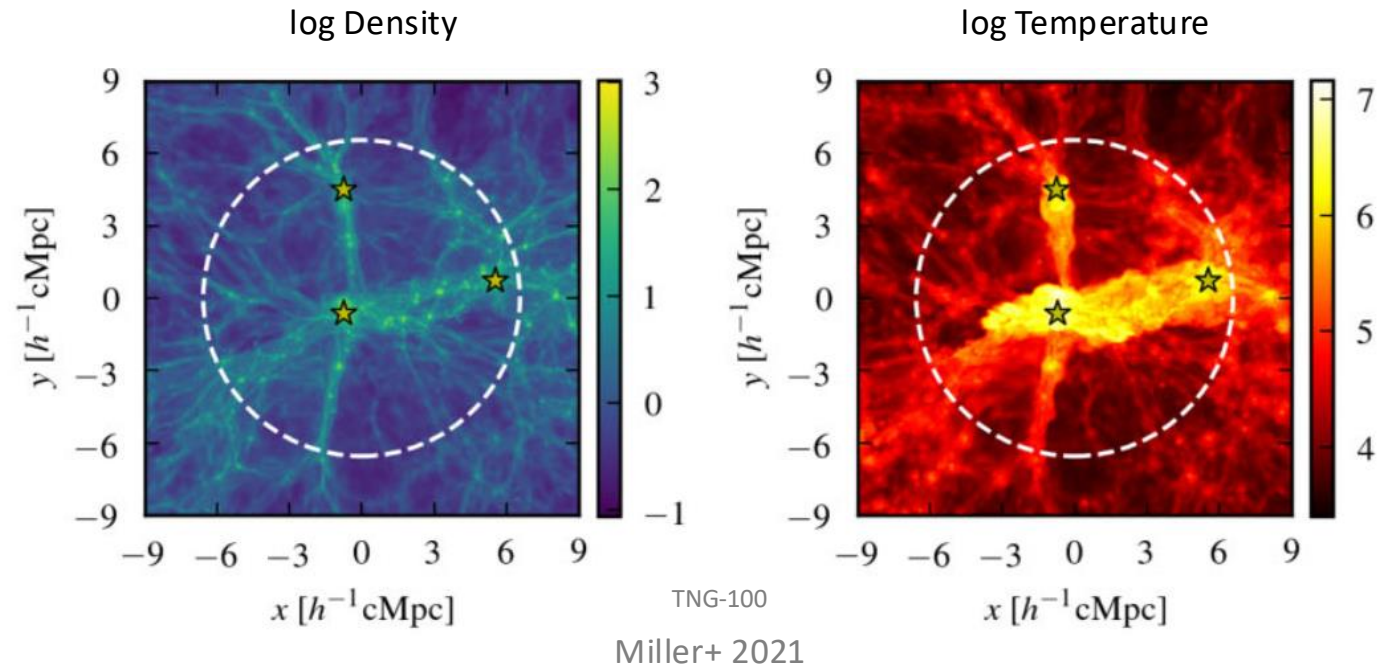 log Density
log Temperature
9
6
3
0
−3
−6
−9
y [h⁻¹cMpc]
−9 −6 −3 0 3 6 9
x [h⁻¹cMpc]
3
2
1
0
−1
9
6
3
0
−3
−6
−9
y [h⁻¹cMpc]
−9 −6 −3 0 3 6 9
x [h⁻¹cMpc]
7
6
5
4
TNG-100
Miller+ 2021